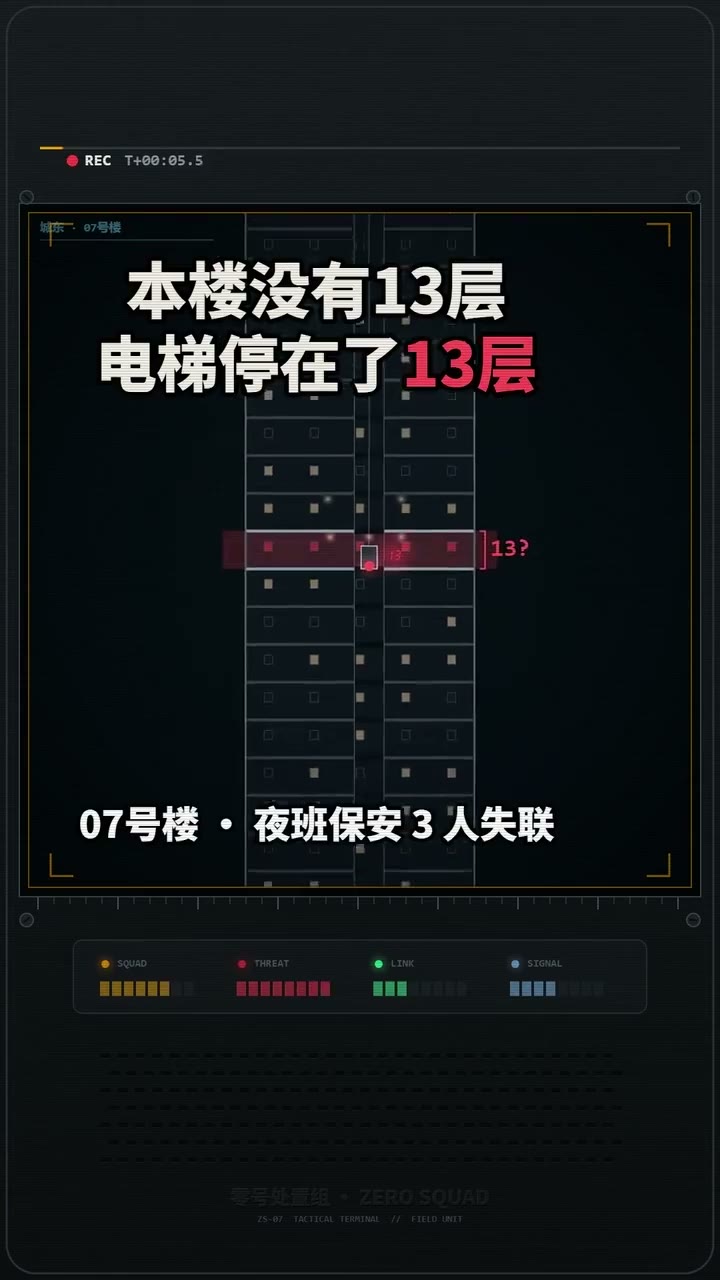 REC T+00:05.5
城东 · 07号楼
本楼没有13层
电梯停在了13层
13?
13
07号楼 · 夜班保安 3 人失联
SQUAD THREAT LINK SIGNAL
零号处置组 · ZERO SQUAD
ZS-07 TACTICAL TERMINAL // FIELD UNIT